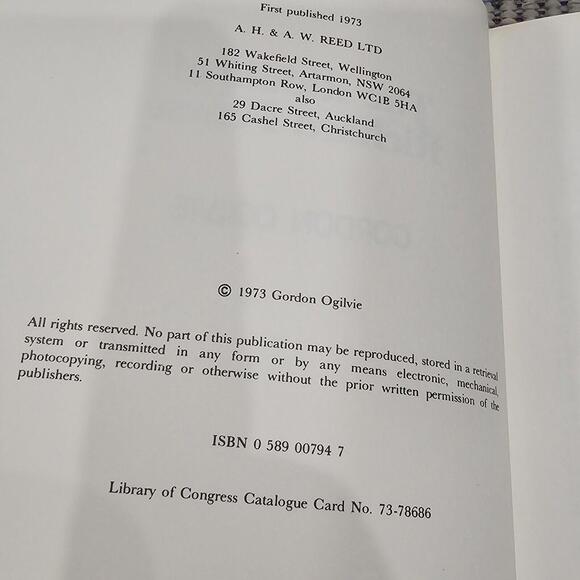 First published 1973
A. H. & A. W. REED LTD
182 Wakefield Street, Wellington
51 Whiting Street, Artarmon, NSW 2064
11 Southampton Row, London WC1B 5HA
also
29 Dacre Street, Auckland
165 Cashel Street, Christchurch
© 1973 Gordon Ogilvie
All rights reserved. No part of this publication may be reproduced, stored in a retrieval
system or transmitted in any form or by any means electronic, mechanical,
photocopying, recording or otherwise without the prior written permission of the
publishers.
ISBN 0 589 00794 7
Library of Congress Catalogue Card No. 73-78686